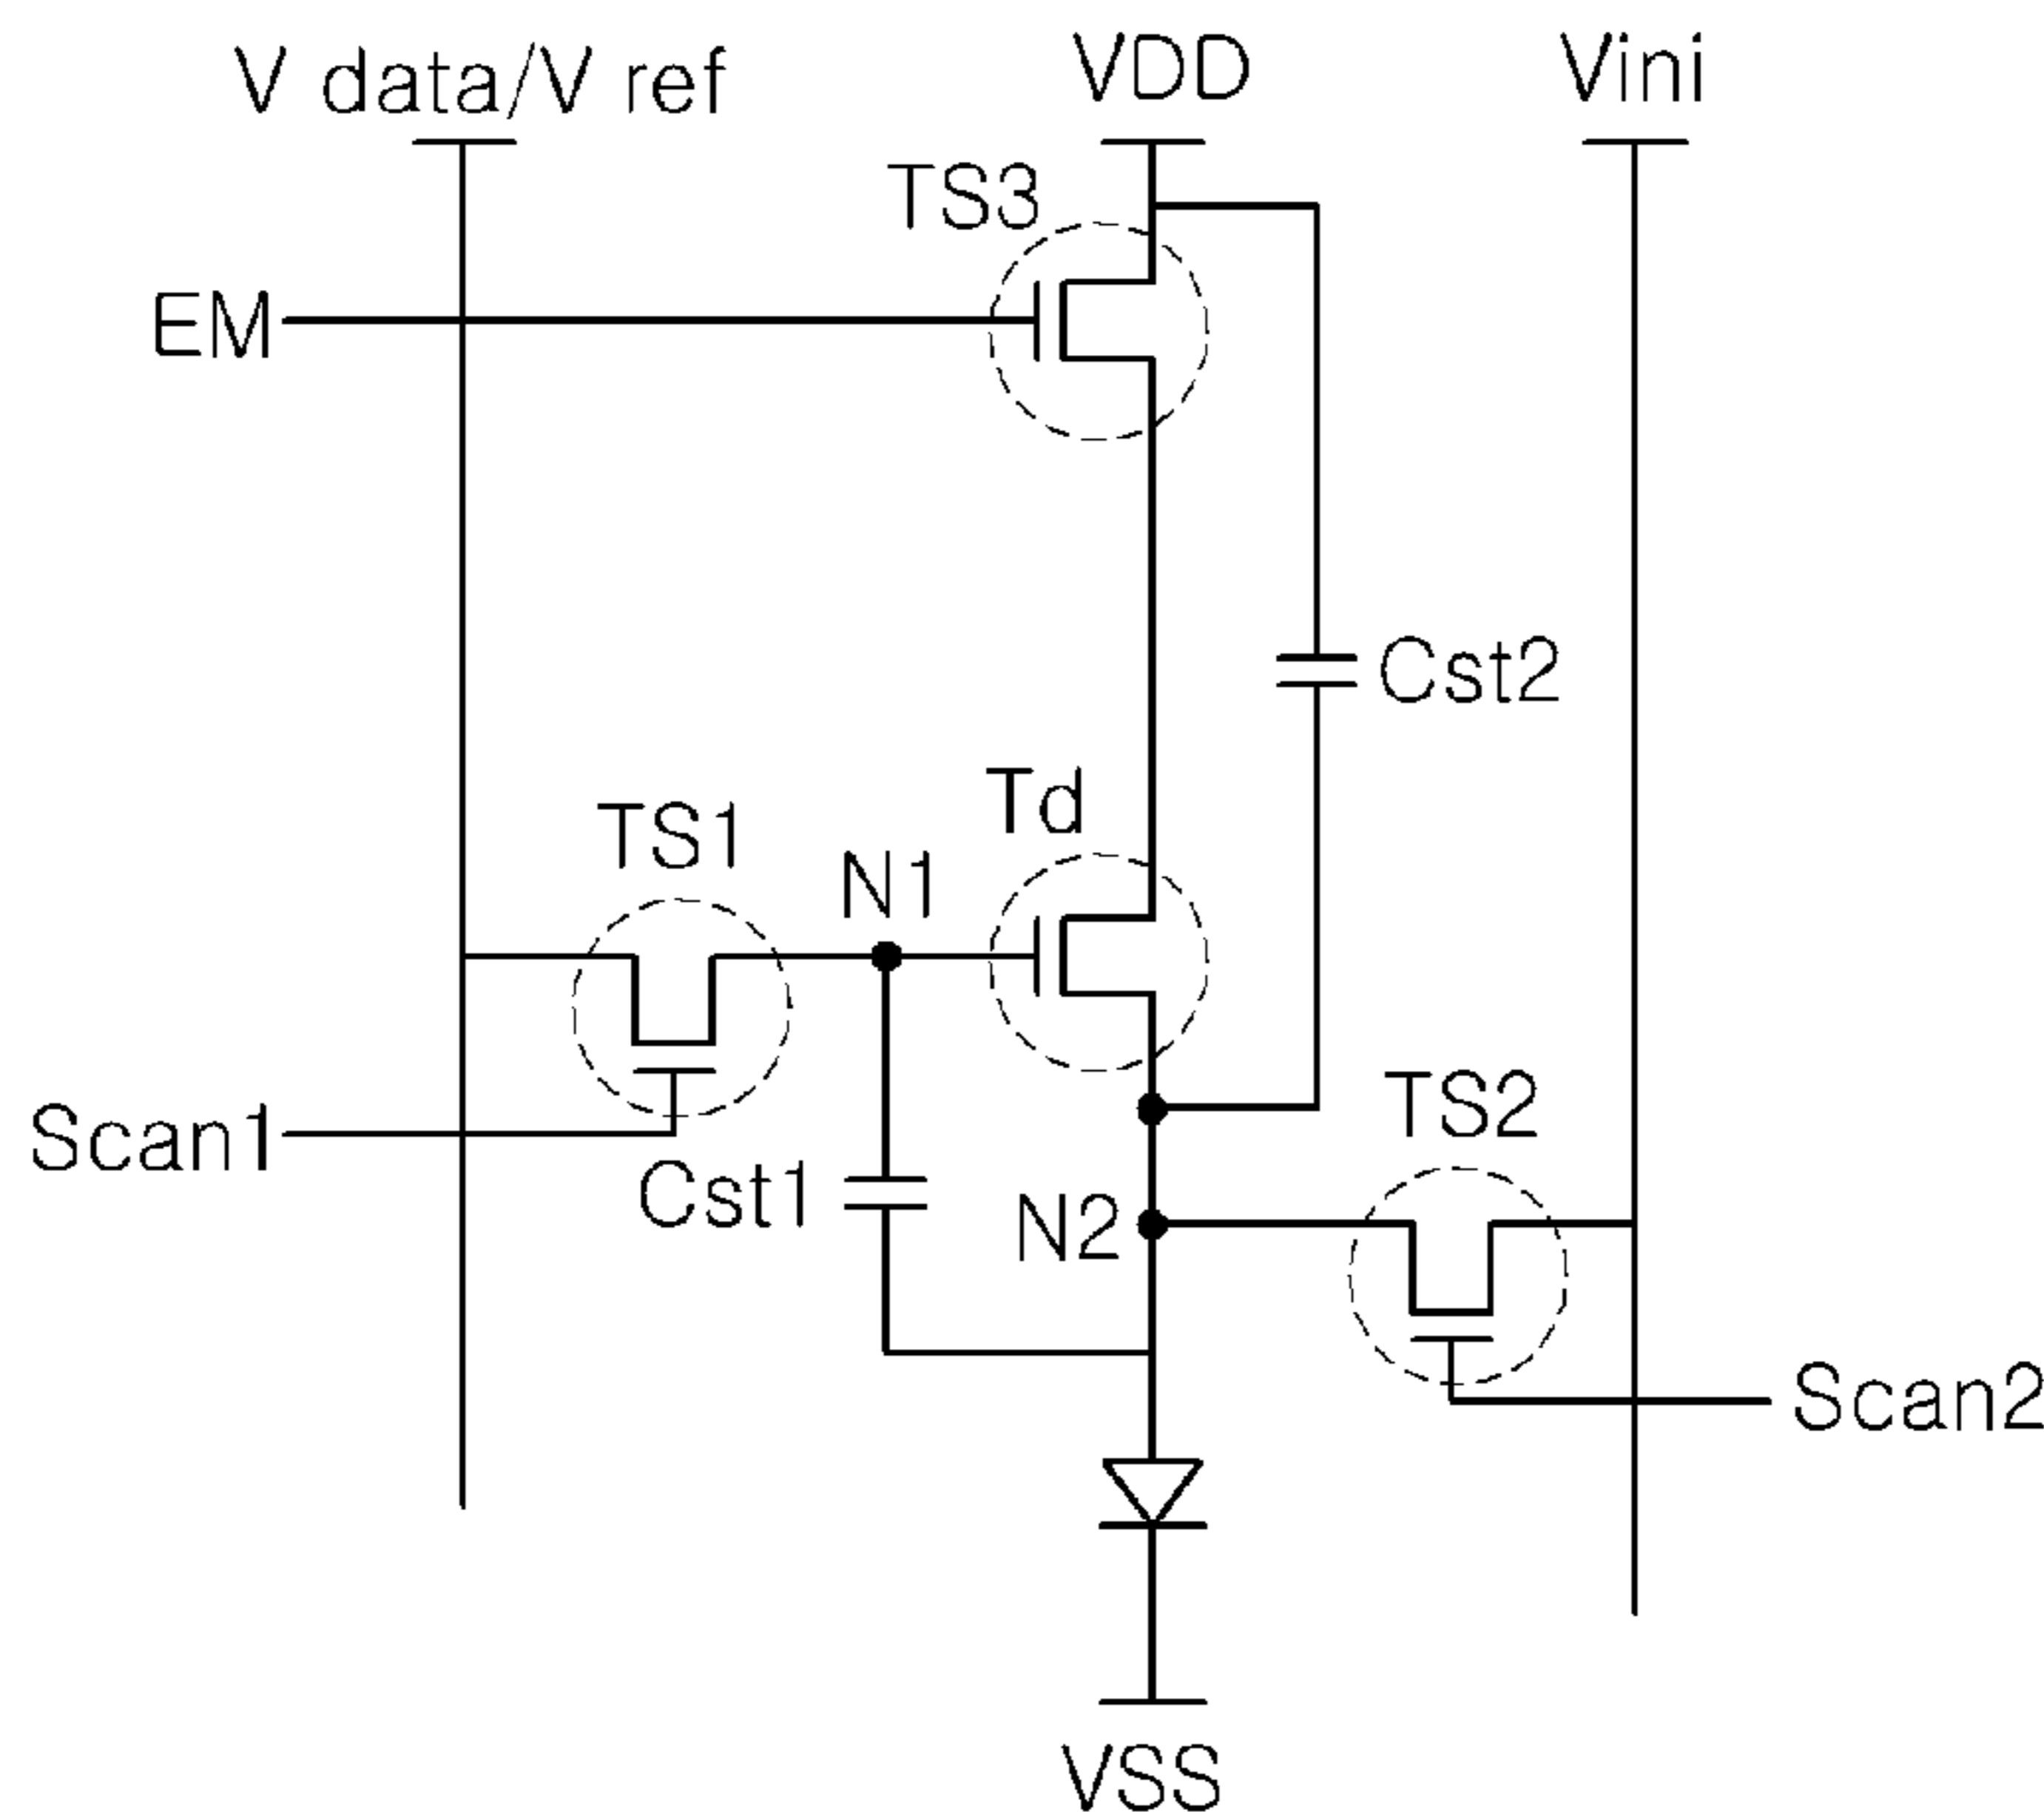 V data/V ref
VDD
Vini
TS3
EM
Cst2
Td
TS1
N1
TS2
Scan1
Cst1
N2
Scan2
VSS